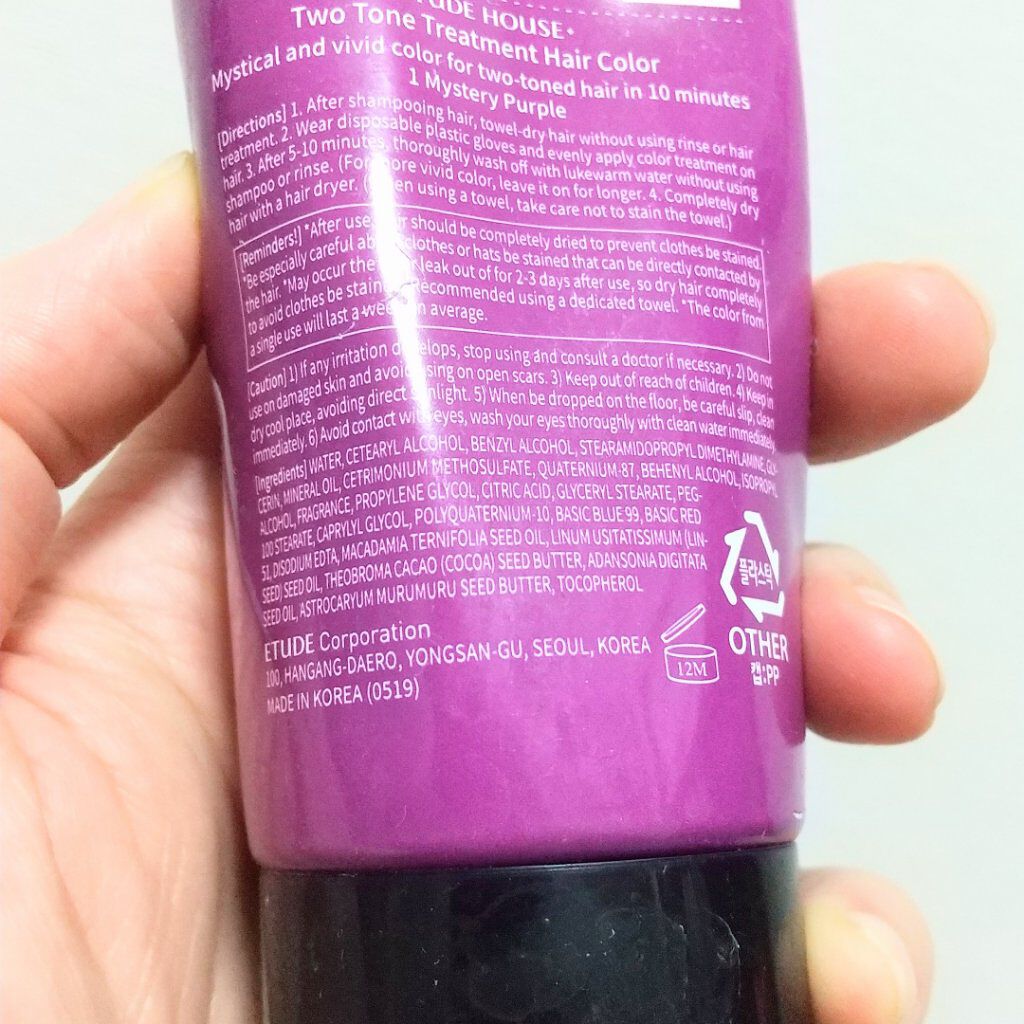 TUDE HOUSE
Two Tone Treatment Hair Color
Mystical and vivid color for two-toned hair in 10 minutes
1 Mystery Purple
[Directions] 1. After shampooing hair, towel-dry hair without using rinse or hair
treatment. 2. Wear disposable plastic gloves and evenly apply color treatment on
hair. 3. After 5-10 minutes, thoroughly wash off with lukewarm water without using
shampoo or rinse. (For more vivid color, leave it on for longer. 4. Completely dry
hair with a hair dryer. using a towel, take care not to stain the towel.)
[Reminders!] *After use, should be completely dried to prevent clothes be stained.
*Be especially careful clothes or hats be stained that can be directly contacted by
the hair. *May occur leak out of for 2-3 days after use, so dry hair completely
to avoid clothes be Recommended using a dedicated towel. *The color from
a single use will last a average.
[Caution] 1) If any irritation develops, stop using and consult a doctor if necessary. 2) Do not
use on damaged skin and avoid using on open scars. 3) Keep out of reach of children. 4) Keep in
dry cool place, avoiding direct sunlight. 5) When be dropped on the floor, be careful slip, clean
immediately. 6) Avoid contact with eyes, wash your eyes thoroughly with clean water immediately.
[Ingredients] WATER, CETEARYL ALCOHOL, BENZYL ALCOHOL, STEARAMIDOPROPYL DIMETHYLAMINE, GLY-
CERIN, MINERAL OIL, CETRIMONIUM METHOSULFATE, QUATERNIUM-87, BEHENYL ALCOHOL, ISOPROPYL
ALCOHOL, FRAGRANCE, PROPYLENE GLYCOL, CITRIC ACID, GLYCERYL STEARATE, PEG-
100 STEARATE, CAPRYLYL GLYCOL, POLYQUATERNIUM-10, BASIC BLUE 99, BASIC RED
51, DISODIUM EDTA, MACADAMIA TERNIFOLIA SEED OIL, LINUM USITATISSIMUM (LIN-
SEED) SEED OIL, THEOBROMA CACAO (COCOA) SEED BUTTER, ADANSONIA DIGITATA
SEED OIL, ASTROCARYUM MURUMURU SEED BUTTER, TOCOPHEROL
ETUDE Corporation
100, HANGANG-DAERO, YONGSAN-GU, SEOUL, KOREA
MADE IN KOREA (0519)
12M
플라스틱
OTHER
캡:PP